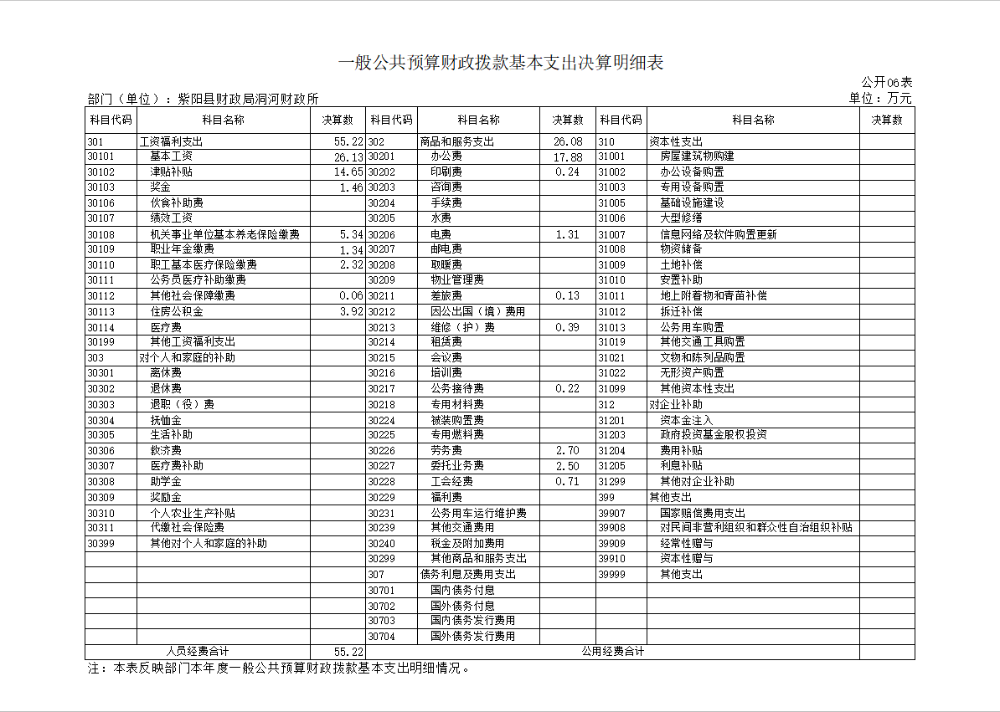 一般公共预算财政拨款基本支出决算明细表
公开06表
部门（单位）：紫阳县财政局洞河财政所 单位：万元
科目代码 科目名称 决算数 科目代码 科目名称 决算数 科目代码 科目名称 决算数
301 工资福利支出 55.22 302 商品和服务支出 26.08 310 资本性支出
30101 基本工资 26.13 30201 办公费 17.88 31001 房屋建筑物购建
30102 津贴补贴 14.65 30202 印刷费 0.24 31002 办公设备购置
30103 奖金 1.46 30203 咨询费 31003 专用设备购置
30106 伙食补助费 30204 手续费 31005 基础设施建设
30107 绩效工资 30205 水费 31006 大型修缮
30108 机关事业单位基本养老保险缴费 5.34 30206 电费 1.31 31007 信息网络及软件购置更新
30109 职业年金缴费 1.34 30207 邮电费 31008 物资储备
30110 职工基本医疗保险缴费 2.32 30208 取暖费 31009 土地补偿
30111 公务员医疗补助缴费 30209 物业管理费 31010 安置补助
30112 其他社会保障缴费 0.06 30211 差旅费 0.13 31011 地上附着物和青苗补偿
30113 住房公积金 3.92 30212 因公出国（境）费用 31012 拆迁补偿
30114 医疗费 30213 维修（护）费 0.39 31013 公务用车购置
30199 其他工资福利支出 30214 租赁费 31019 其他交通工具购置
303 对个人和家庭的补助 30215 会议费 31021 文物和陈列品购置
30301 离休费 30216 培训费 31022 无形资产购置
30302 退休费 30217 公务接待费 0.22 31099 其他资本性支出
30303 退职（役）费 30218 专用材料费 312 对企业补助
30304 抚恤金 30224 被装购置费 31201 资本金注入
30305 生活补助 30225 专用燃料费 31203 政府投资基金股权投资
30306 救济费 30226 劳务费 2.70 31204 费用补贴
30307 医疗费补助 30227 委托业务费 2.50 31205 利息补贴
30308 助学金 30228 工会经费 0.71 31299 其他对企业补助
30309 奖励金 30229 福利费 399 其他支出
30310 个人农业生产补贴 30231 公务用车运行维护费 39907 国家赔偿费用支出
30311 代缴社会保险费 30239 其他交通费用 39908 对民间非营利组织和群众性自治组织补贴
30399 其他对个人和家庭的补助 30240 税金及附加费用 39909 经常性赠与
30299 其他商品和服务支出 39910 资本性赠与
307 债务利息及费用支出 39999 其他支出
30701 国内债务付息
30702 国外债务付息
30703 国内债务发行费用
30704 国外债务发行费用
人员经费合计 55.22 公用经费合计
注：本表反映部门本年度一般公共预算财政拨款基本支出明细情况。